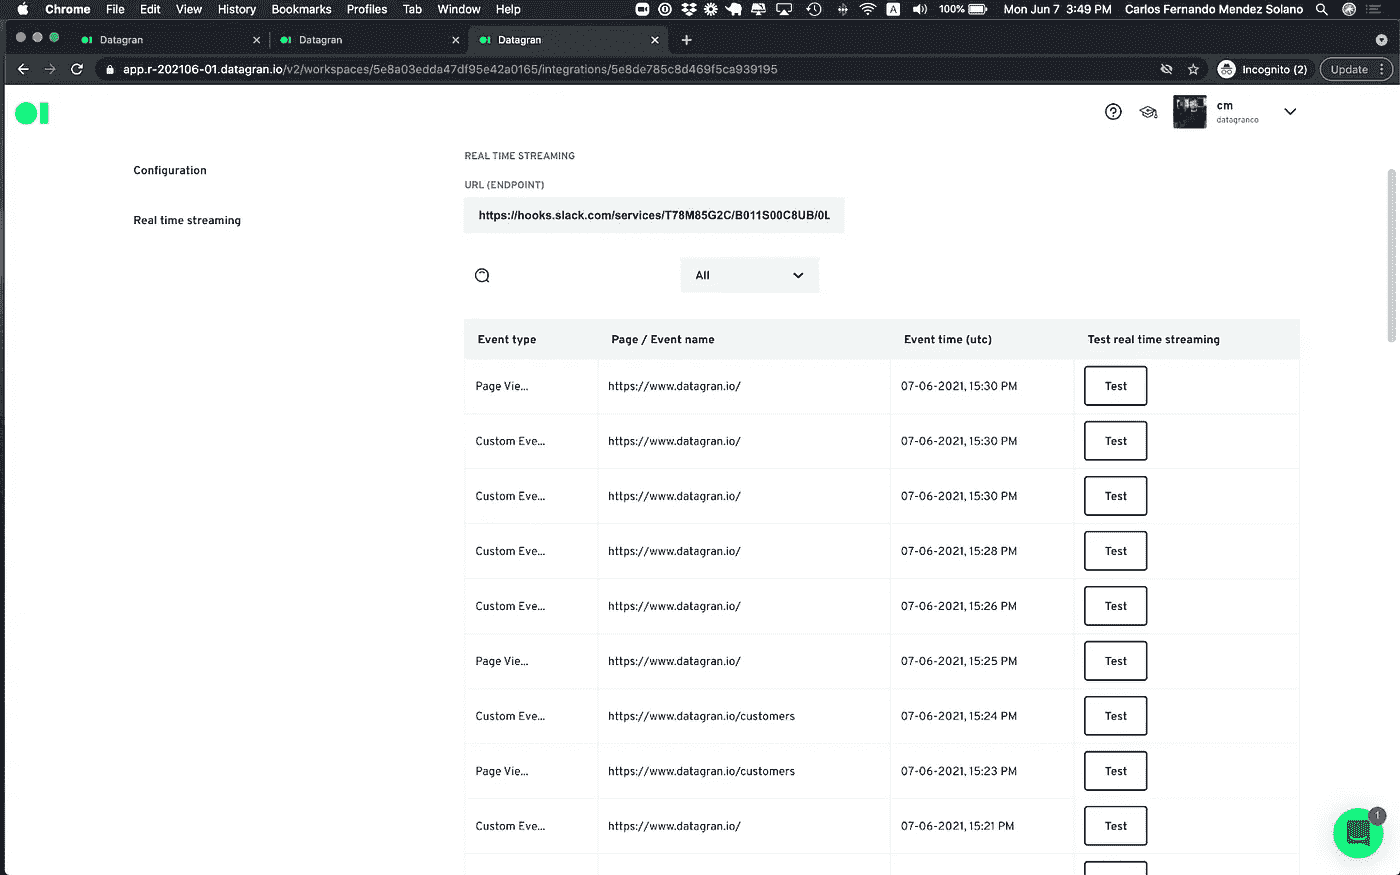 Chrome File Edit View History Bookmarks Profiles Tab Window Help A 100% Mon Jun 7 3:49 PM Carlos Fernando Mendez Solano
Datagran Datagran Datagran
app.r-202106-01.datagran.io/v2/workspaces/5e8a03edda47df95e42a0165/integrations/5e8de785c8d469f5ca939195 Incognito (2) Update
cm
datagranco
REAL TIME STREAMING
Configuration
URL (ENDPOINT)
https://hooks.slack.com/services/T78M85G2C/B011S00C8UB/0L
Real time streaming
All
Event type Page / Event name Event time (utc) Test real time streaming
Page Vie... https://www.datagran.io/ 07-06-2021, 15:30 PM Test
Custom Eve... https://www.datagran.io/ 07-06-2021, 15:30 PM Test
Custom Eve... https://www.datagran.io/ 07-06-2021, 15:30 PM Test
Custom Eve... https://www.datagran.io/ 07-06-2021, 15:28 PM Test
Custom Eve... https://www.datagran.io/ 07-06-2021, 15:26 PM Test
Page Vie... https://www.datagran.io/ 07-06-2021, 15:25 PM Test
Custom Eve... https://www.datagran.io/customers 07-06-2021, 15:24 PM Test
Page Vie... https://www.datagran.io/customers 07-06-2021, 15:23 PM Test
Custom Eve... https://www.datagran.io/ 07-06-2021, 15:21 PM Test
1